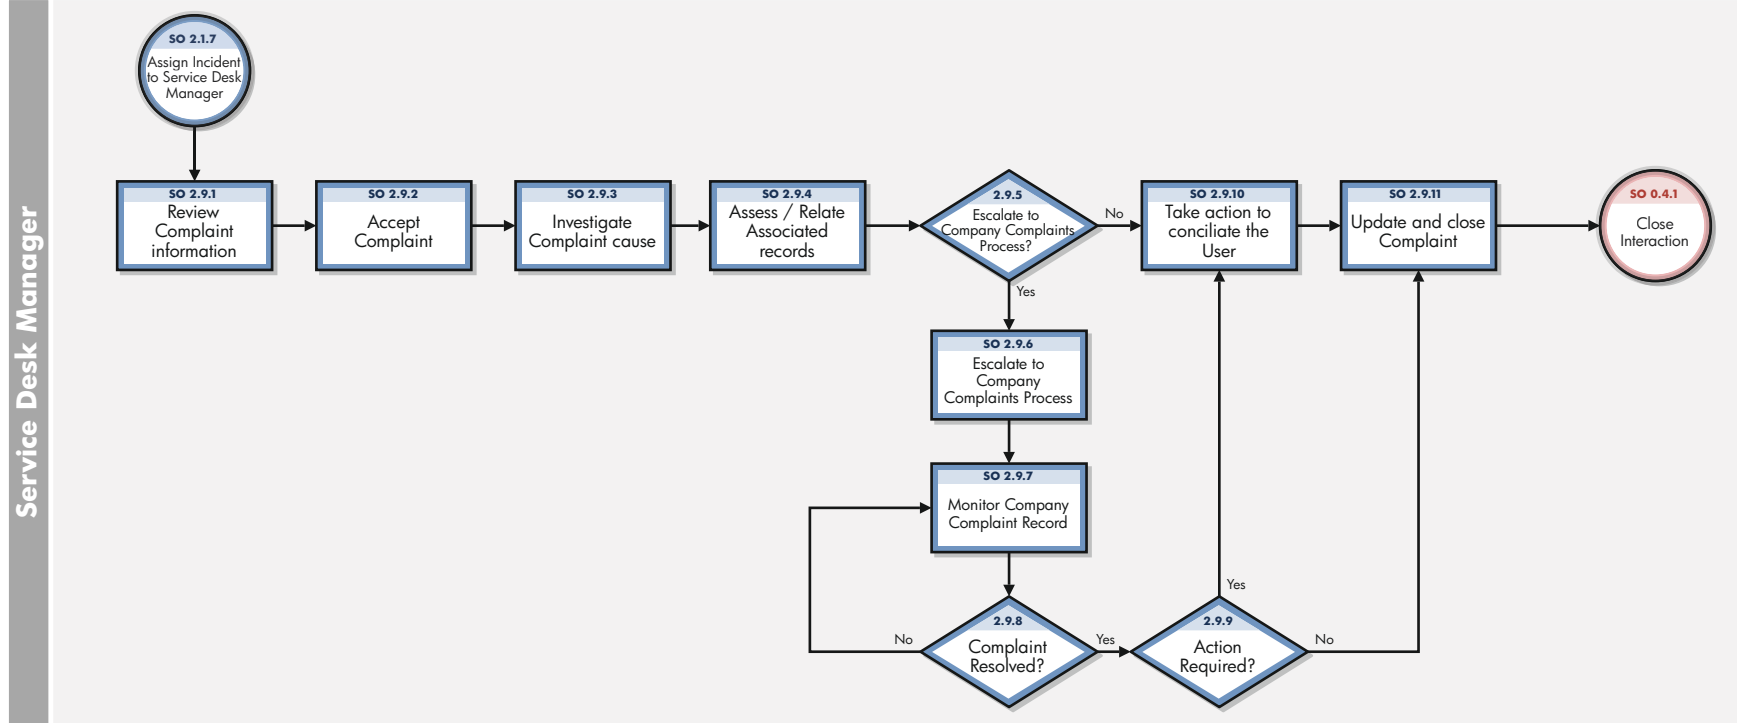 Service Desk Manager
SO 2.1.7
Assign Incident
to Service Desk
Manager
SO 2.9.1
Review
Complaint
information
SO 2.9.2
Accept
Complaint
SO 2.9.3
Investigate
Complaint cause
SO 2.9.4
Assess / Relate
Associated
records
2.9.5
Escalate to
Company Complaints
Process?
No
Yes
SO 2.9.10
Take action to
conciliate the
User
SO 2.9.11
Update and close
Complaint
SO 0.4.1
Close
Interaction
SO 2.9.6
Escalate to
Company
Complaints Process
SO 2.9.7
Monitor Company
Complaint Record
2.9.8
Complaint
Resolved?
No
Yes
2.9.9
Action
Required?
Yes
No